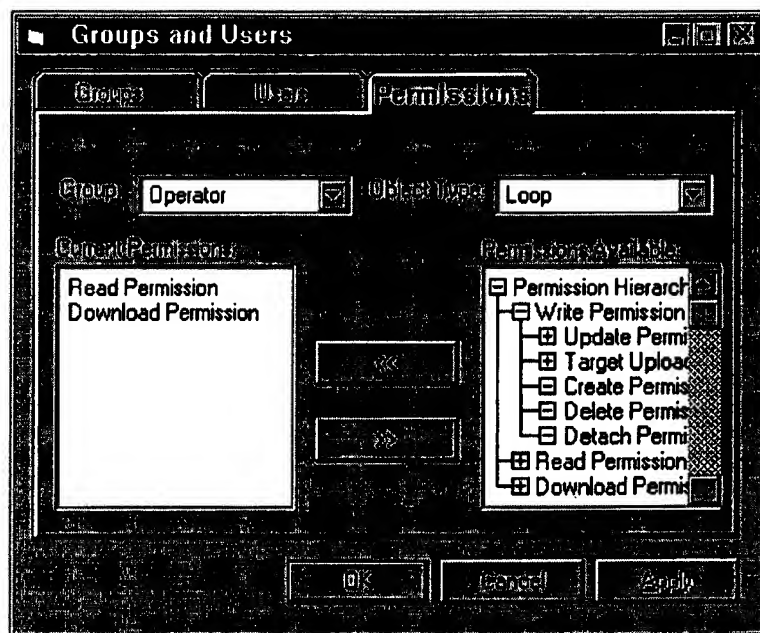 Groups and Users
Groups Users Permissions
Group: Operator Object Type: Loop
Current Permissions: Permissions Available:
Read Permission
Download Permission
Permission Hierarch
Write Permission
Update Permi
Target Upload
Create Permis
Delete Permis
Detach Permi
Read Permission
Download Permis
<<
>>
OK Cancel Apply